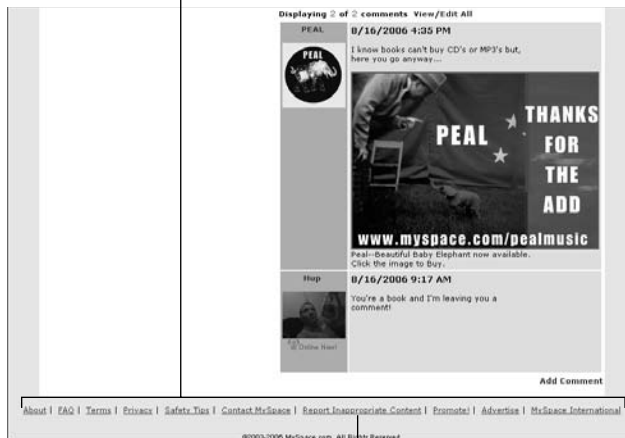 Displaying 2 of 2 comments View/Edit All
PEAL
8/16/2006 4:35 PM
PEAL
I know books can't buy CD's or MP3's but,
here you go anyway...
PEAL
THANKS
FOR
THE
ADD
www.myspace.com/pealmusic
Peal--Beautiful Baby Elephant now available.
Click the image to Buy.
Hup
8/16/2006 9:17 AM
You're a book and I'm leaving you a
comment!
Online Now!
Add Comment
About | FAQ | Terms | Privacy | Safety Tips | Contact MySpace | Report Inappropriate Content | Promote! | Advertise | MySpace International
©2003-2006 MySpace.com. All Rights Reserved.